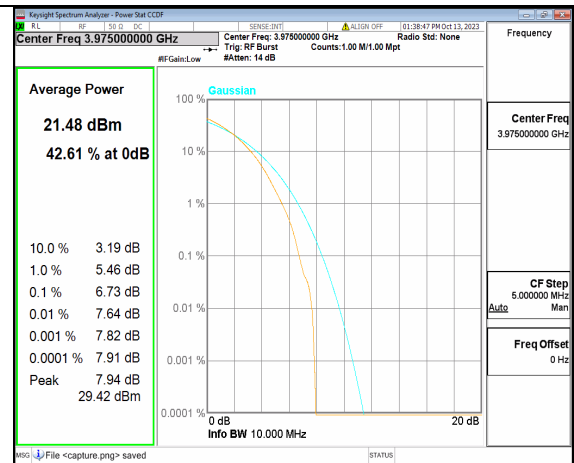 Keysight Spectrum Analyzer - Power Stat CCDF
RL RF 50 Ω DC SENSE:INT ALIGN OFF 01:38:47 PM Oct 13, 2023
Center Freq 3.975000000 GHz
Center Freq: 3.975000000 GHz Radio Std: None
Trig: RF Burst Counts:1.00 M/1.00 Mpt
#IFGain:Low #Atten: 14 dB
Frequency
Average Power
21.48 dBm
42.61 % at 0dB
10.0 % 3.19 dB
1.0 % 5.46 dB
0.1 % 6.73 dB
0.01 % 7.64 dB
0.001 % 7.82 dB
0.0001 % 7.91 dB
Peak 7.94 dB
29.42 dBm
Gaussian
100 %
10 %
1 %
0.1 %
0.01 %
0.001 %
0.0001 %
0 dB 20 dB
Info BW 10.000 MHz
Center Freq
3.975000000 GHz
CF Step
5.000000 MHz
Auto Man
Freq Offset
0 Hz
MSG File <capture.png> saved STATUS